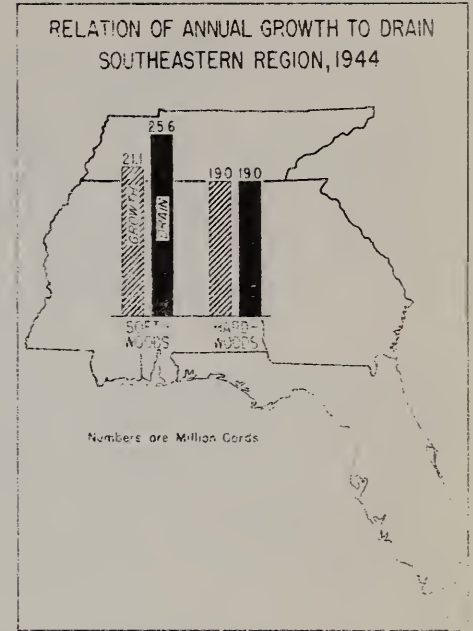 RELATION OF ANNUAL GROWTH TO DRAIN
SOUTHEASTERN REGION, 1944
25.6
21.1
19.0 19.0
GROWTH
DRAIN
SOFT-
WOODS
HARD-
WOODS
Numbers are Million Cords